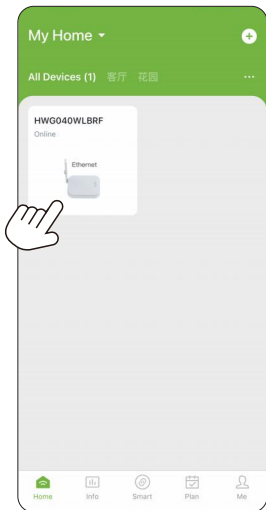 My Home
All Devices (1) 客厅 花园
HWG040WLBRF
Online
Ethernet
Home Info Smart Plan Me